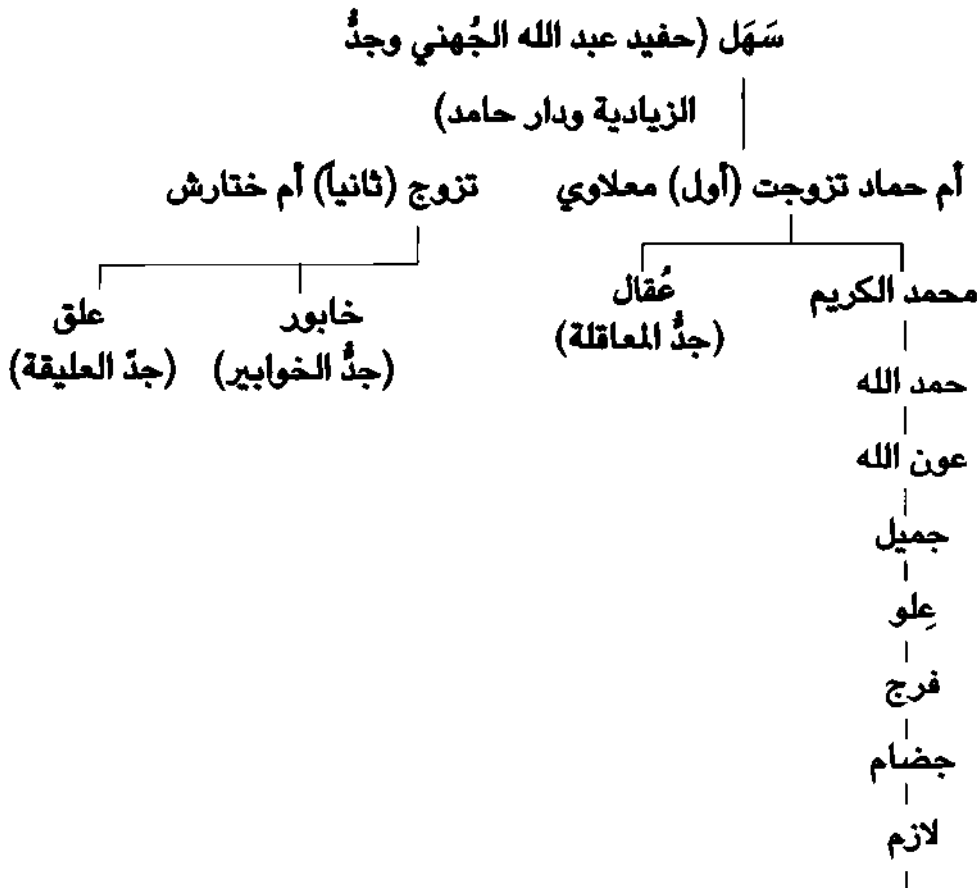 سَهَل (حفيد عبد الله الجُهني وجدُّ
الزيادية ودار حامد)
أم حماد تزوجت (أول) معلاوي تزوج (ثانياً) أم ختارش
محمد الكريم عُقال خابور علق
(جدُّ المعاقلة) (جدُّ الخوابير) (جدّ العليقة)
حمد الله
عون الله
جميل
عِلو
فرج
جضام
لازم